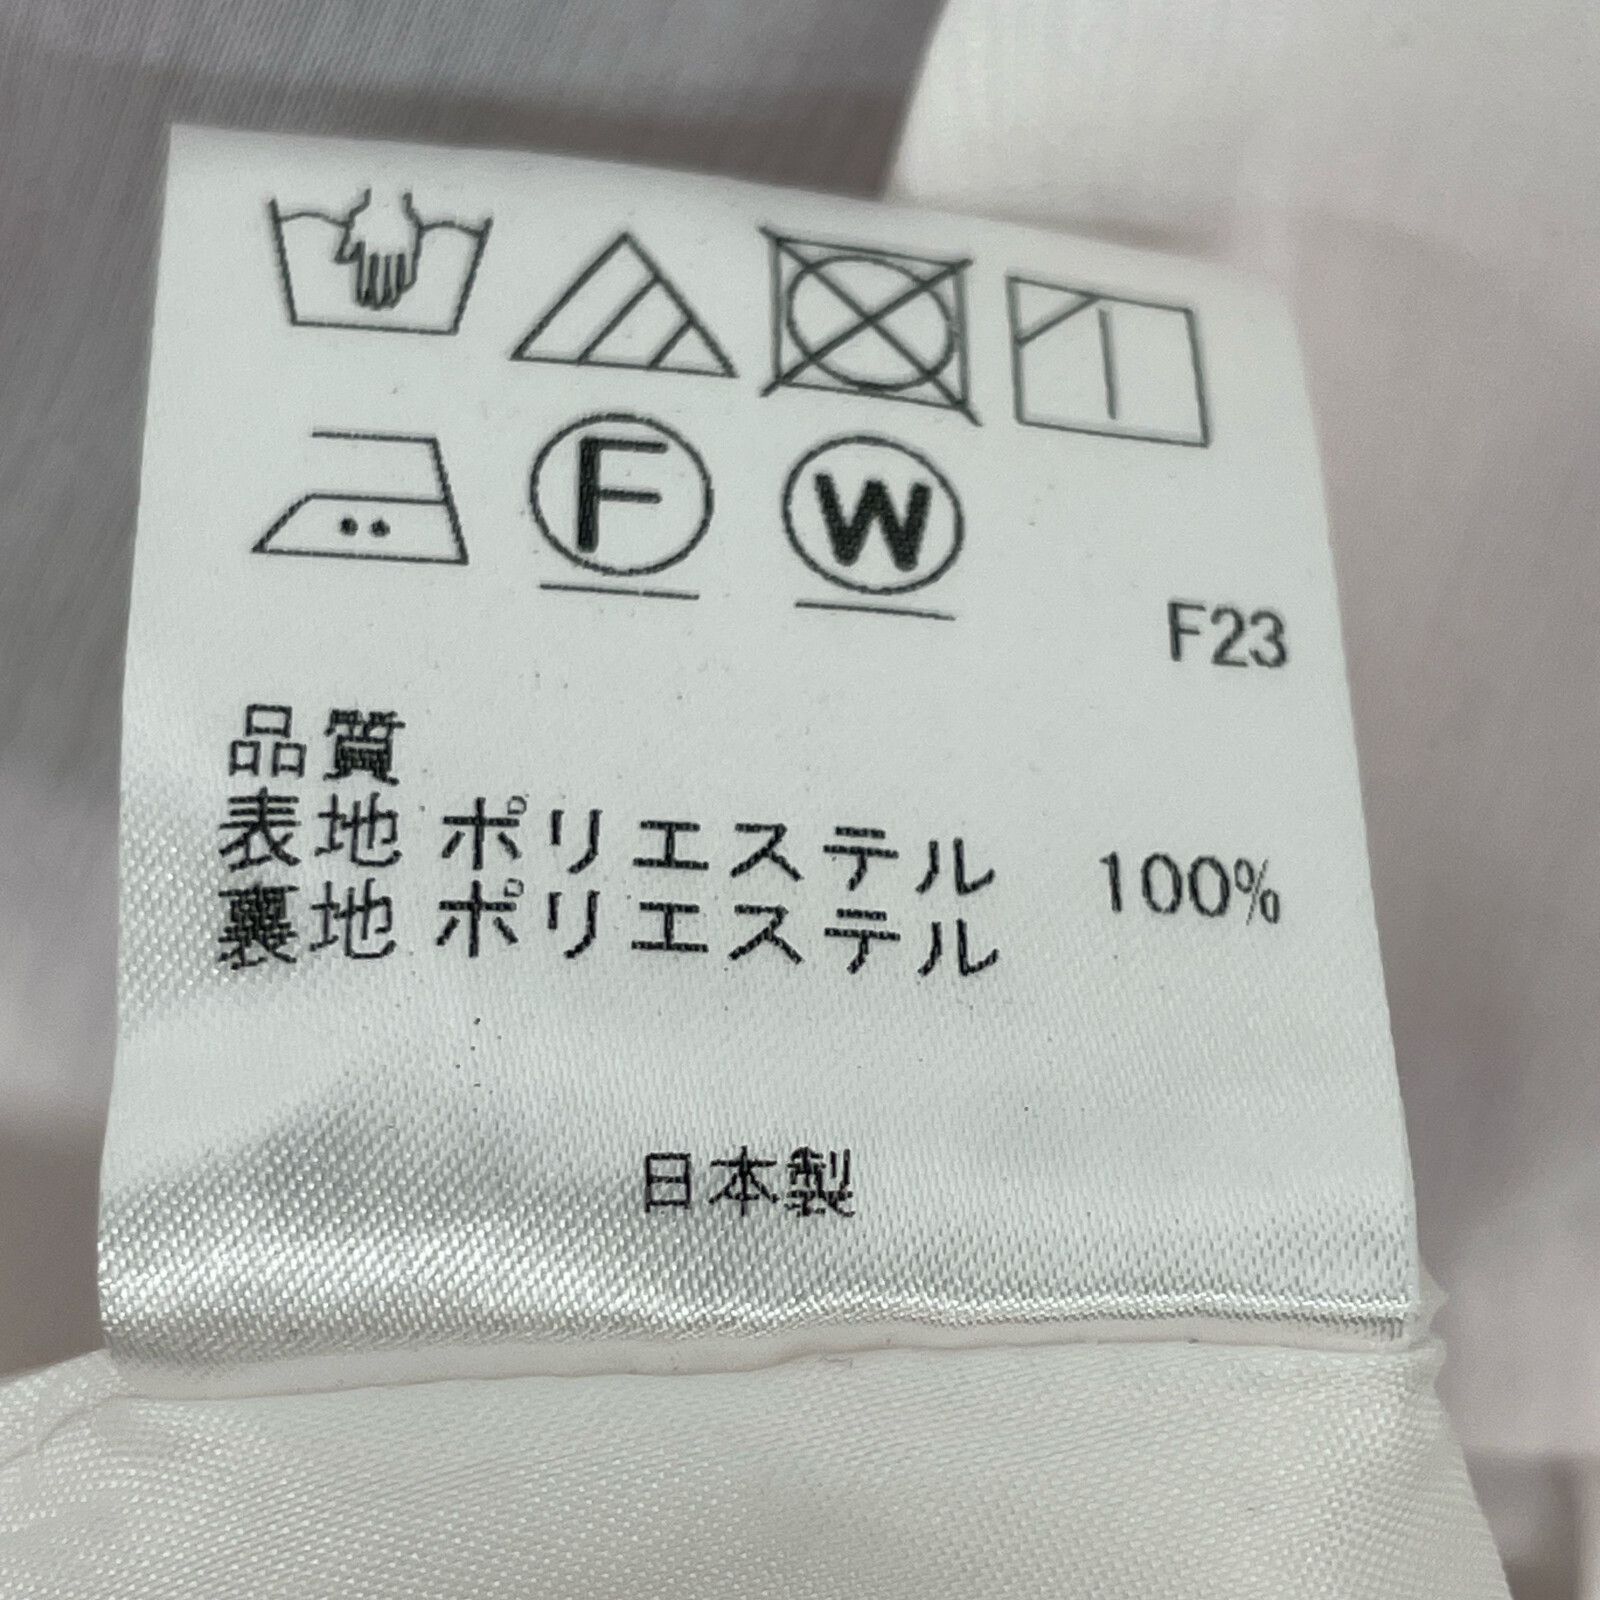 F W
F23
品質
表地 ポリエステル 100%
裏地 ポリエステル
日本製